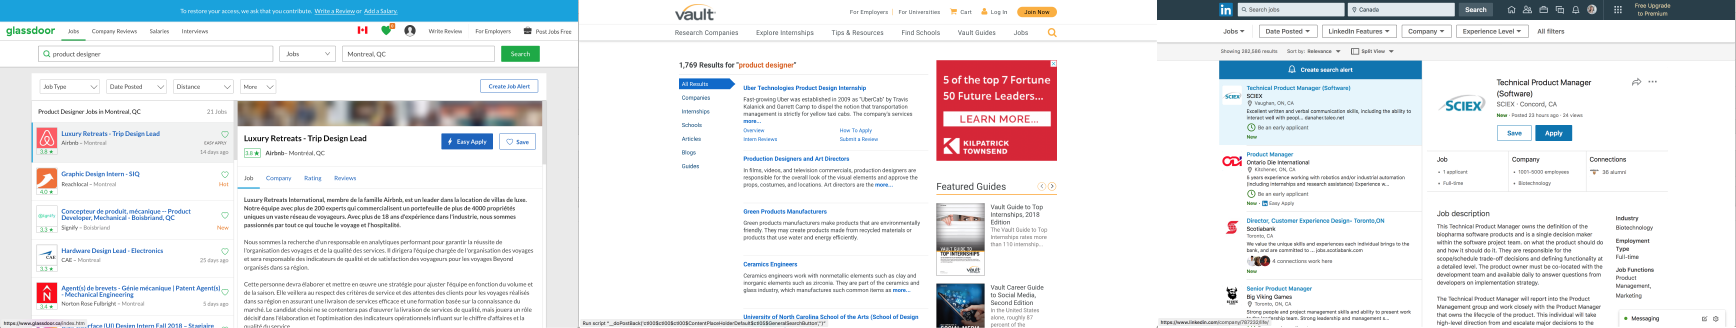 To restore your access, we ask that you contribute. Write a Review or Add a Salary.
glassdoor
Jobs
Company Reviews
Salaries
Interviews
Write Review
For Employers
Post Jobs Free
product designer
Jobs
Montreal, QC
Search
Job Type
Date Posted
Distance
More
Create Job Alert
Product Designer Jobs in Montreal, QC
21 Jobs
Luxury Retreats - Trip Design Lead
Airbnb – Montreal
EASY APPLY
3.8 ★
14 days ago
Graphic Design Intern - SIQ
Reachlocal – Montreal
Hot
4.0 ★
Concepteur de produit, mécanique -- Product
Developer, Mechanical - Boisbriand, QC
Signify – Boisbriand
New
3.3 ★
Hardware Design Lead - Electronics
CAE – Montreal
25 days ago
3.3 ★
Agent(s) de brevets - Génie mécanique | Patent Agent(s)
- Mechanical Engineering
Norton Rose Fulbright – Montreal
5 days ago
3.4 ★
https://www.glassdoor.ca/index.htm
rface (UI) Design Intern Fall 2018 – Stagiaire
Luxury Retreats - Trip Design Lead
3.8 ★
Airbnb– Montreal, QC
Easy Apply
Save
Job
Company
Rating
Reviews
Luxury Retreats International, membre de la famille Airbnb, est un leader dans la location de villas de luxe.
Notre équipe avec plus de 200 experts qui commercialisent un portefeuille de plus de 4000 propriétés
uniques un vaste réseau de voyageurs. Avec plus de 18 ans d'expérience dans l'industrie, nous sommes
passionnés par tout ce qui touche le voyage et l'hospitalité.
Nous sommes la recherche d'un responsable en analytiques performant pour garantir la réussite de
l'organisation des voyages et de la qualité des services. Il dirigera l'équipe chargée de l'organisation des voyages
et sera responsable des indicateurs de qualité et de satisfaction des voyageurs pour les voyages Beyond
organisés dans sa région.
Cette personne devra élaborer et mettre en œuvre une stratégie pour ajuster l'équipe en fonction du volume et
de la saison. Elle veillera au respect des critères de service et des attentes des clients pour les voyages réalisés
dans sa région en assurant une livraison de services efficace et une formation basée sur la connaissance du
marché. Le candidat choisi ne se contentera pas d'observer la livraison des services de qualité, mais jouera un rôle
décisif dans l'élaboration et l'optimisation des indicateurs opérationnels influant sur le chiffre d'affaires et la
qualité du service.
vault
For Employers
For Universities
Cart
Log In
Join Now
Research Companies
Explore Internships
Tips & Resources
Find Schools
Vault Guides
Jobs
1,769 Results for "product designer"
All Results
Companies
Internships
Schools
Articles
Blogs
Guides
Uber Technologies Product Design Internship
Fast-growing Uber was established in 2009 as "UberCab" by Travis
Kalanick and Garrett Camp to dispel the notion that transportation
management is strictly for yellow taxi cabs. The company's services
more...
Overview
How To Apply
Intern Reviews
Submit a Review
Production Designers and Art Directors
In films, videos, and television commercials, production designers are
responsible for the overall look of the visual elements and approve the
props, costumes, and locations. Art directors are the more...
Green Products Manufacturers
Green products manufacturers make products that are environmentally
friendly. They may create products made from recycled materials or
products that use water and energy efficiently.
Ceramics Engineers
Ceramics engineers work with nonmetallic elements such as clay and
inorganic elements such as zirconia. They are part of the ceramics and
glass industry, which manufactures such common items as more...
University of North Carolina School of the Arts (School of Design
5 of the top 7 Fortune
50 Future Leaders...
LEARN MORE...
KILPATRICK
TOWNSEND
Featured Guides
Vault Guide to Top
Internships, 2018
Edition
The Vault Guide to Top
Internships rates more
than 110 internship...
VAULT GUIDE TO
TOP INTERNSHIPS
vault
Vault Career Guide
to Social Media,
Second Edition
In the United States
alone, roughly 87
percent of the
in
Search jobs
Canada
Search
Free Upgrade
to Premium
Jobs
Date Posted
LinkedIn Features
Company
Experience Level
All filters
Showing 282,586 results
Sort by: Relevance
Split View
Create search alert
SCIEX
Technical Product Manager (Software)
SCIEX
Vaughan, ON, CA
Excellent written and verbal communication skills, including the ability to
interact well with peopl... danaher.taleo.net
Be an early applicant
New
Product Manager
Ontario Die International
Kitchener, ON, CA
5 years experience working with robotics and/or industrial automation
(including internships and research assistance) Experience w...
Be an early applicant
New · Easy Apply
Director, Customer Experience Design- Toronto,ON
Scotiabank
Toronto, CA
We value the unique skills and experiences each individual brings to the
bank, and are committed to ... jobs.scotiabank.com
4 connections work here
New
Senior Product Manager
Big Viking Games
Toronto, ON, CA
Strong people and project management skills and ability to present work
Strong leadership and management s...
Technical Product Manager
(Software)
SCIEX
SCIEX · Concord, CA
New · Posted 23 hours ago · 24 views
Save
Apply
Job
Company
Connections
1 applicant
1001-5000 employees
36 alumni
Full-time
Biotechnology
Job description
This Technical Product Manager owns the definition of the
biopharma software products and is a single decision maker
within the software project team. on what the product should do
and how it should do it. They are responsible for the
scope/schedule trade-off decisions and defining functionality at
a detailed level. The product owner must be co-located with the
development team and available daily to answer questions from
developers on implementation strategy.
The Technical Product Manager will report into the Product
Management group and work closely with the Product Manager
that owns the lifecycle of the product. This individual will take
high-level direction from and escalate major decisions to the
Industry
Biotechnology
Employment
Type
Full-time
Job Functions
Product
Management,
Marketing
Messaging